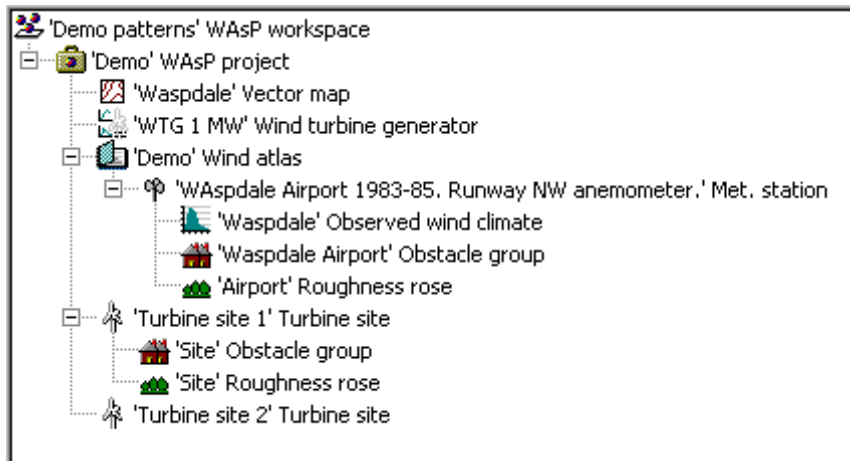 'Demo patterns' WAsP workspace
'Demo' WAsP project
'Waspdale' Vector map
'WTG 1 MW' Wind turbine generator
'Demo' Wind atlas
'WAspdale Airport 1983-85. Runway NW anemometer.' Met. station
'Waspdale' Observed wind climate
'Waspdale Airport' Obstacle group
'Airport' Roughness rose
'Turbine site 1' Turbine site
'Site' Obstacle group
'Site' Roughness rose
'Turbine site 2' Turbine site